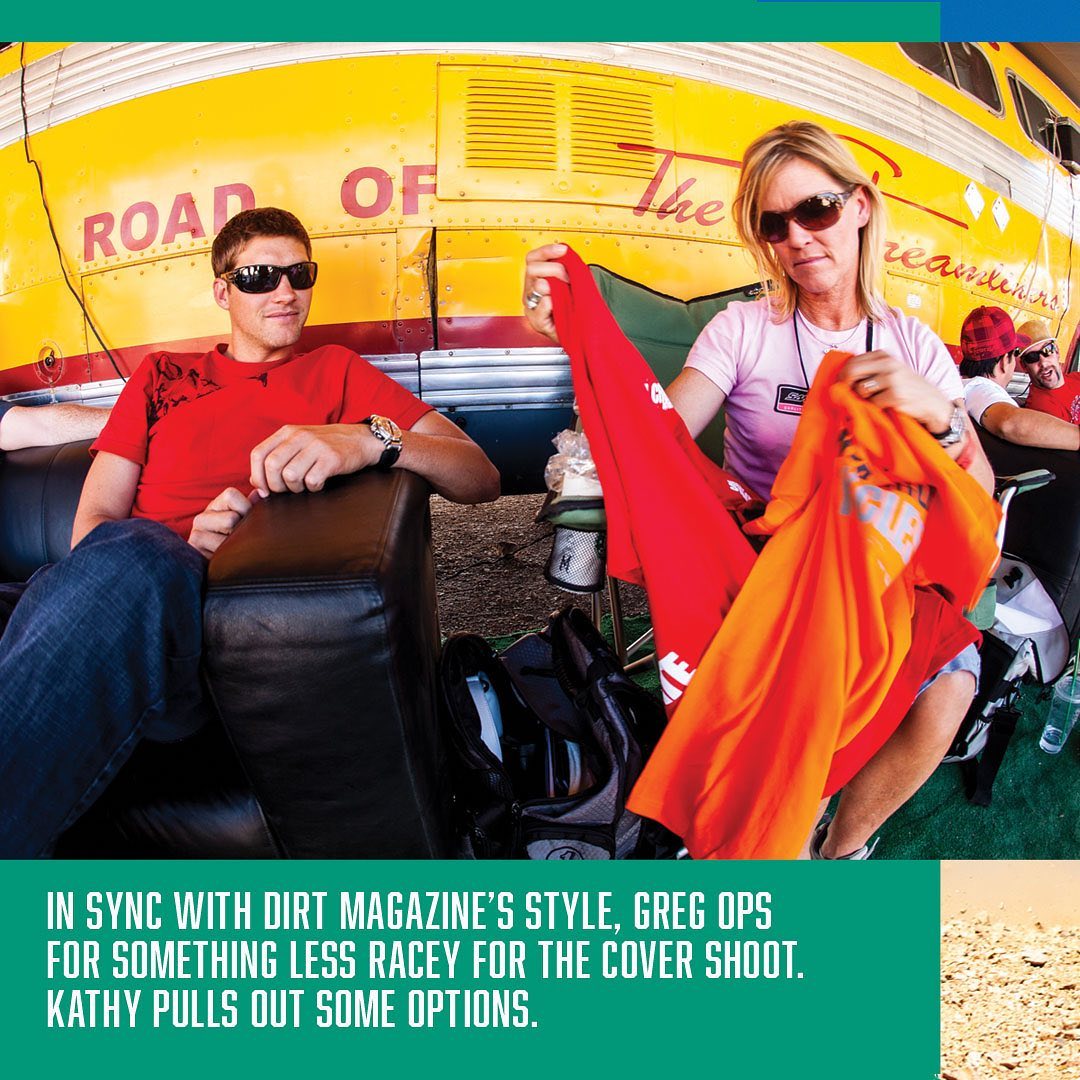 ROAD OF The
reamliners
IN SYNC WITH DIRT MAGAZINE'S STYLE, GREG OPS
FOR SOMETHING LESS RACEY FOR THE COVER SHOOT.
KATHY PULLS OUT SOME OPTIONS.